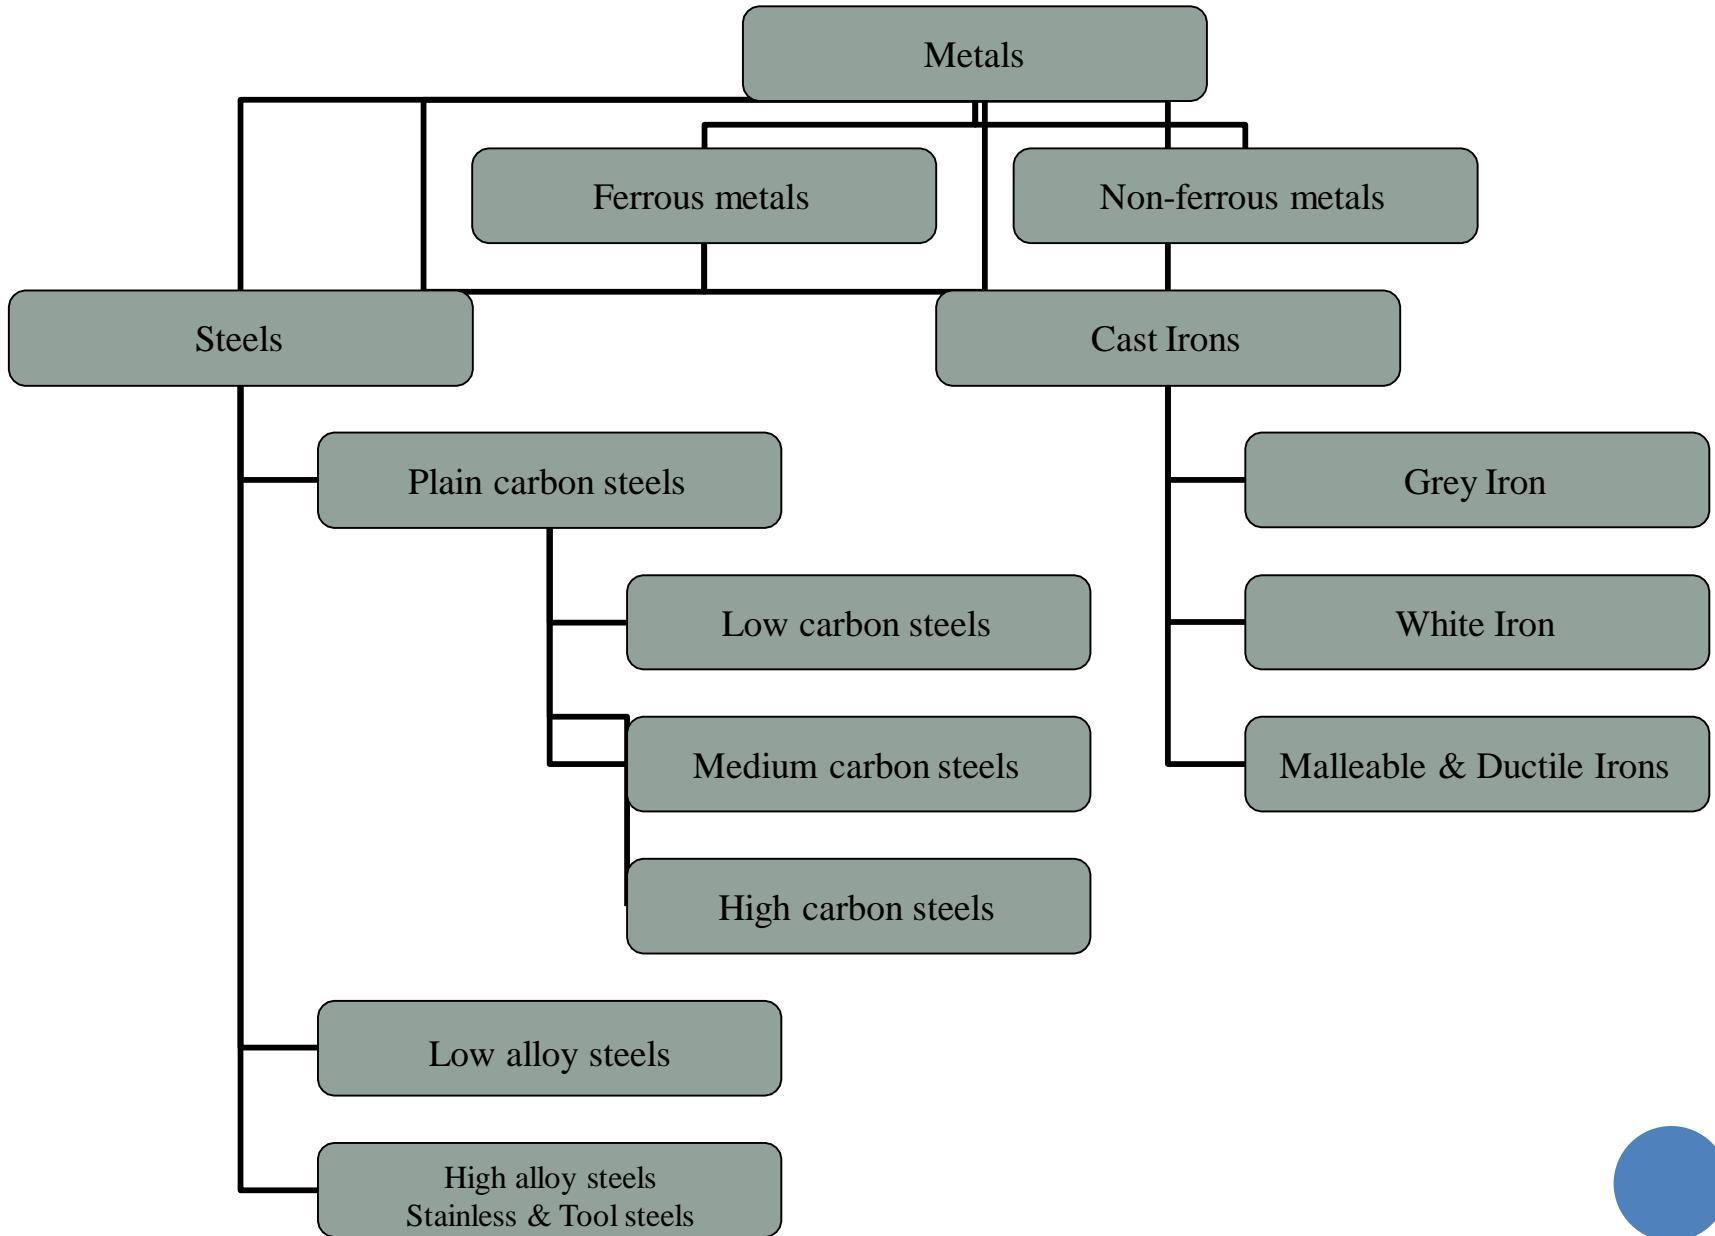 Metals
Ferrous metals
Non-ferrous metals
Steels
Cast Irons
Plain carbon steels
Grey Iron
Low carbon steels
White Iron
Medium carbon steels
Malleable & Ductile Irons
High carbon steels
Low alloy steels
High alloy steels
Stainless & Tool steels